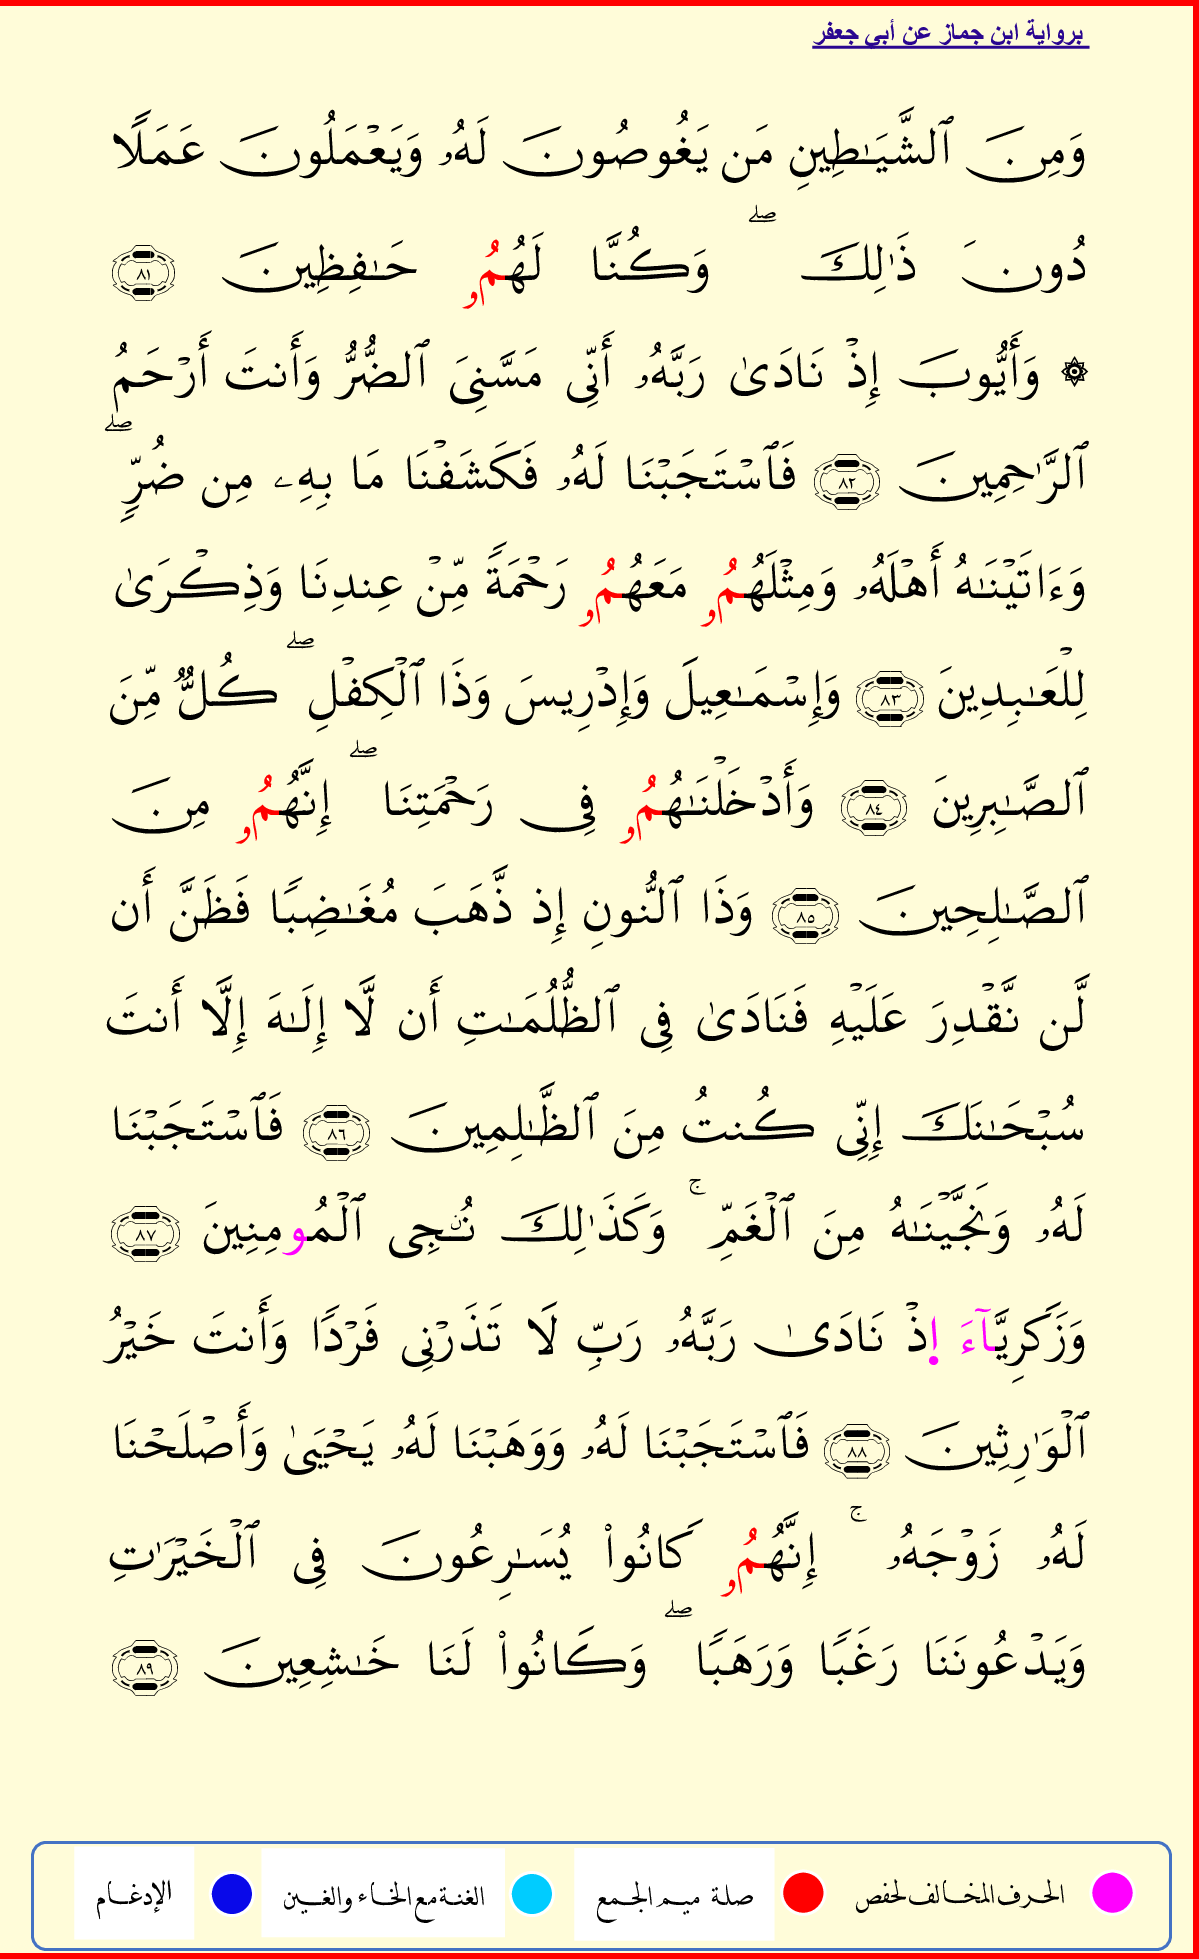 برواية ابن جماز عن أبي جعفر
وَمِنَ ٱلشَّيَـٰطِينِ مَن يَغُوصُونَ لَهُۥ وَيَعْمَلُونَ عَمَلًا
دُونَ ذَٰلِكَ ۖ وَكُنَّا لَهُمُۥ حَـٰفِظِينَ ٨١
۞ وَأَيُّوبَ إِذْ نَادَىٰ رَبَّهُۥ أَنِّى مَسَّنِىَ ٱلضُّرُّ وَأَنتَ أَرْحَمُ
ٱلرَّٰحِمِينَ ٨٢ فَٱسْتَجَبْنَا لَهُۥ فَكَشَفْنَا مَا بِهِۦ مِن ضُرٍّ ۖ
وَءَاتَيْنَـٰهُ أَهْلَهُۥ وَمِثْلَهُمُۥ مَعَهُمُۥ رَحْمَةً مِّنْ عِندِنَا وَذِكْرَىٰ
لِلْعَـٰبِدِينَ ٨٣ وَإِسْمَـٰعِيلَ وَإِدْرِيسَ وَذَا ٱلْكِفْلِ ۖ كُلٌّ مِّنَ
ٱلصَّـٰبِرِينَ ٨٤ وَأَدْخَلْنَـٰهُمُۥ فِى رَحْمَتِنَا ۖ إِنَّهُمُۥ مِنَ
ٱلصَّـٰلِحِينَ ٨٥ وَذَا ٱلنُّونِ إِذ ذَّهَبَ مُغَـٰضِبًا فَظَنَّ أَن
لَّن نَّقْدِرَ عَلَيْهِ فَنَادَىٰ فِى ٱلظُّلُمَـٰتِ أَن لَّا إِلَـٰهَ إِلَّا أَنتَ
سُبْحَـٰنَكَ إِنِّى كُنتُ مِنَ ٱلظَّـٰلِمِينَ ٨٦ فَٱسْتَجَبْنَا
لَهُۥ وَنَجَّيْنَـٰهُ مِنَ ٱلْغَمِّ ۚ وَكَذَٰلِكَ نُـۨجِى ٱلْمُومِنِينَ ٨٧
وَزَكَرِيَّآءَ إِذْ نَادَىٰ رَبَّهُۥ رَبِّ لَا تَذَرْنِى فَرْدًا وَأَنتَ خَيْرُ
ٱلْوَٰرِثِينَ ٨٨ فَٱسْتَجَبْنَا لَهُۥ وَوَهَبْنَا لَهُۥ يَحْيَىٰ وَأَصْلَحْنَا
لَهُۥ زَوْجَهُۥ ۚ إِنَّهُمُۥ كَانُوا۟ يُسَـٰرِعُونَ فِى ٱلْخَيْرَٰتِ
وَيَدْعُونَنَا رَغَبًا وَرَهَبًا ۖ وَكَانُوا۟ لَنَا خَـٰشِعِينَ ٨٩
الحرف المخالف لحفص صلة ميم الجمع الغنة مع الخاء والغين الإدغام